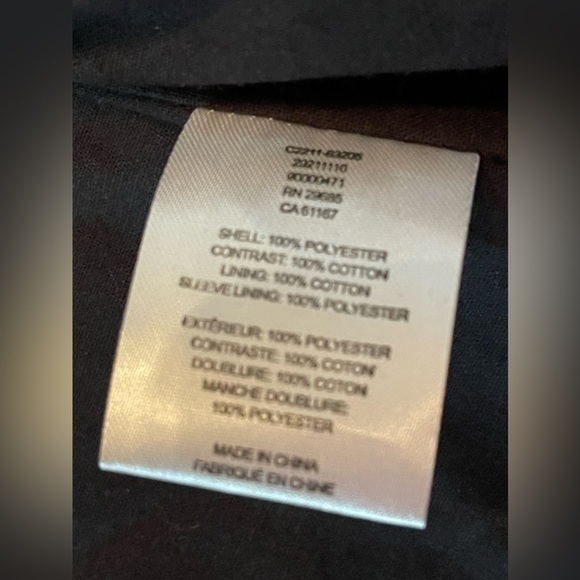 C2211-69205
29211110
90300471
RN 29685
CA 61167
SHELL: 100% POLYESTER
CONTRAST: 100% COTTON
LINING: 100% COTTON
SLEEVE LINING: 100% POLYESTER
EXTÉRIEUR: 100% POLYESTER
CONTRASTE: 100% COTON
DOUBLURE: 100% COTON
MANCHE DOUBLURE:
100% POLYESTER
MADE IN CHINA
FABRIQUÉ EN CHINE